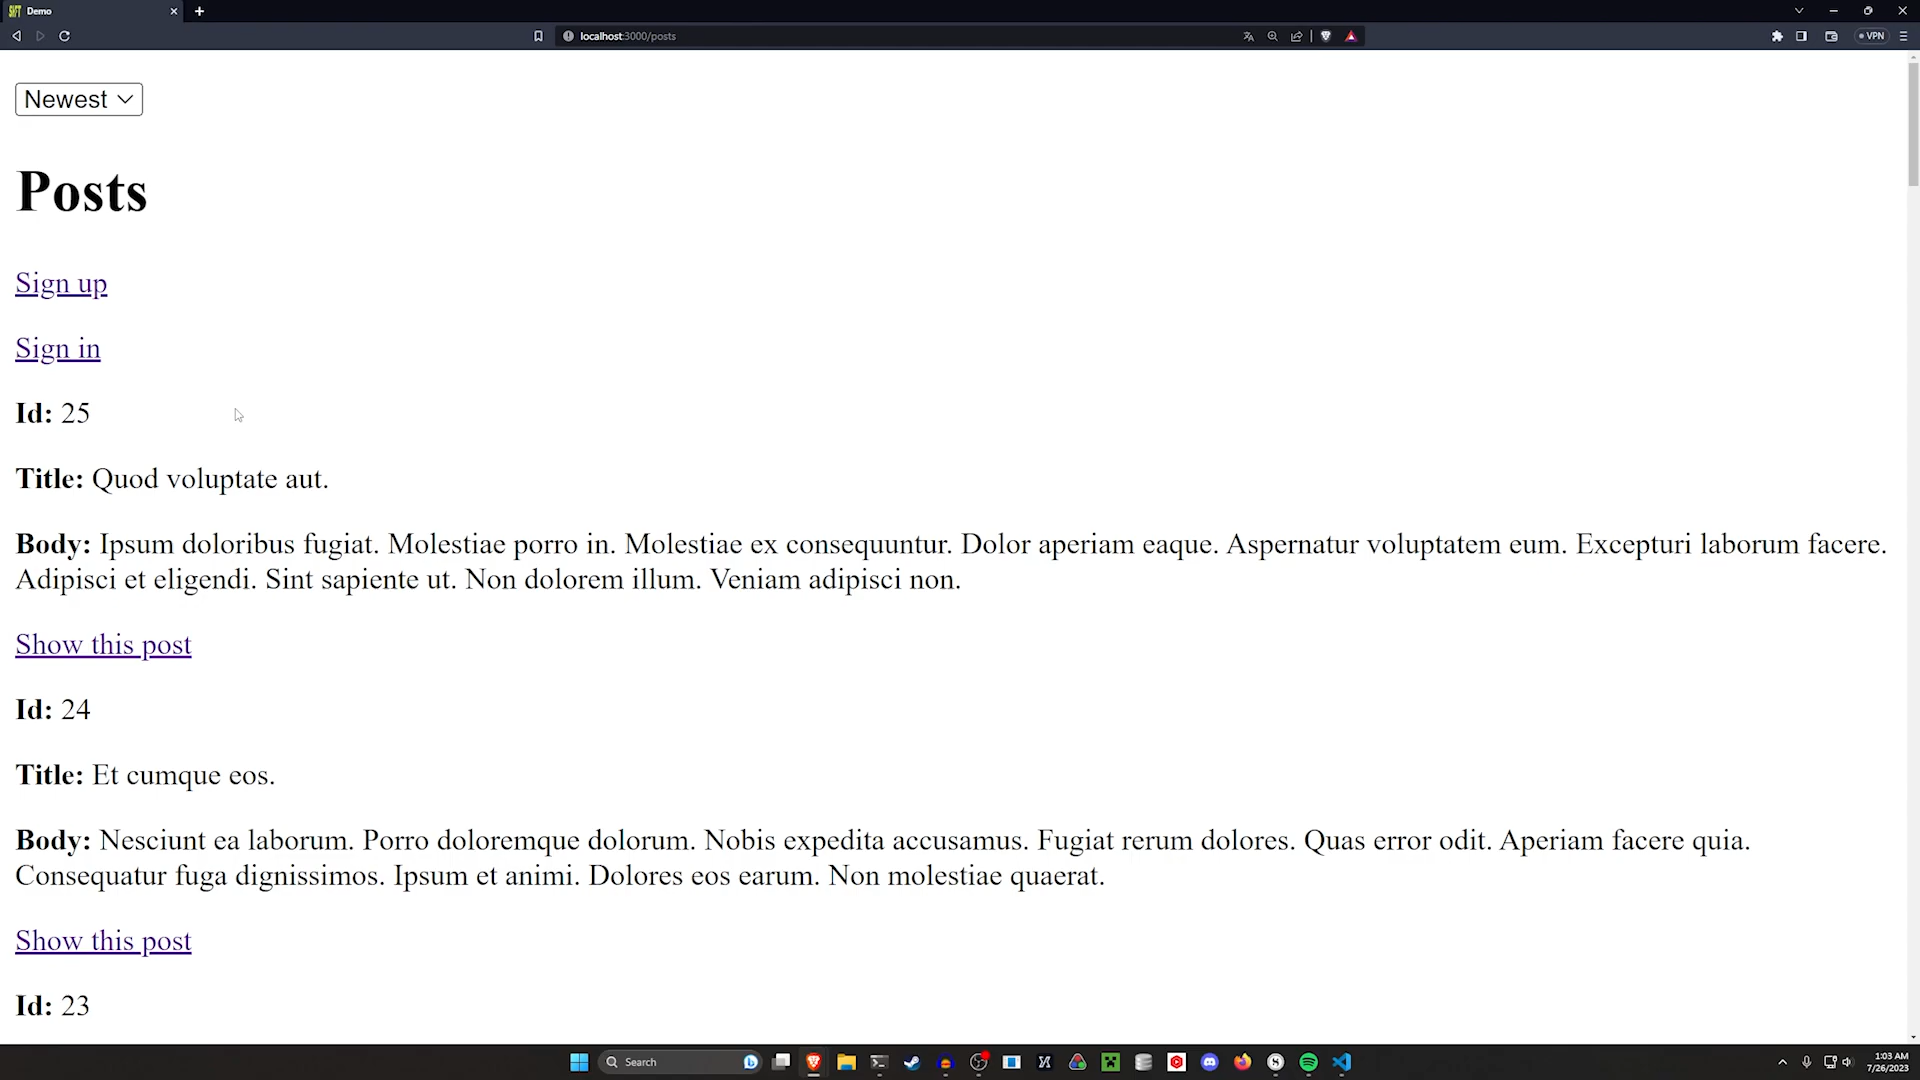 Demo
localhost:3000/posts
VPN
Newest
Posts
Sign up
Sign in
Id: 25
Title: Quod voluptate aut.
Body: Ipsum doloribus fugiat. Molestiae porro in. Molestiae ex consequuntur. Dolor aperiam eaque. Aspernatur voluptatem eum. Excepturi laborum facere.
Adipisci et eligendi. Sint sapiente ut. Non dolorem illum. Veniam adipisci non.
Show this post
Id: 24
Title: Et cumque eos.
Body: Nesciunt ea laborum. Porro doloremque dolorum. Nobis expedita accusamus. Fugiat rerum dolores. Quas error odit. Aperiam facere quia.
Consequatur fuga dignissimos. Ipsum et animi. Dolores eos earum. Non molestiae quaerat.
Show this post
Id: 23
Search
1:03 AM
7/26/2023